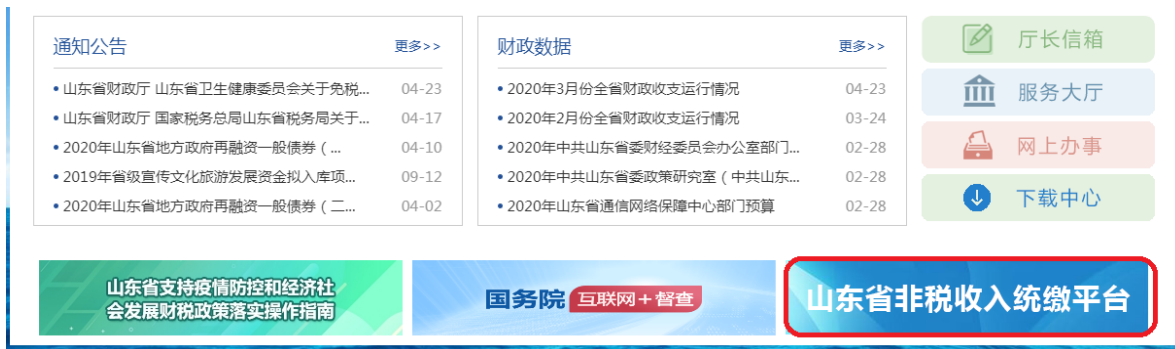 通知公告
更多>>
• 山东省财政厅 山东省卫生健康委员会关于免税... 04-23
• 山东省财政厅 国家税务总局山东省税务局关于... 04-17
• 2020年山东省地方政府再融资一般债券（... 04-10
• 2019年省级宣传文化旅游发展资金拟入库项... 09-12
• 2020年山东省地方政府再融资一般债券（二... 04-02
财政数据
更多>>
• 2020年3月份全省财政收支运行情况 04-23
• 2020年2月份全省财政收支运行情况 03-24
• 2020年中共山东省委财经委员会办公室部门... 02-28
• 2020年中共山东省委政策研究室（中共山东... 02-28
• 2020年山东省通信网络保障中心部门预算 02-28
厅长信箱
服务大厅
网上办事
下载中心
山东省支持疫情防控和经济社
会发展财税政策落实操作指南
国务院 互联网+督查
山东省非税收入统缴平台